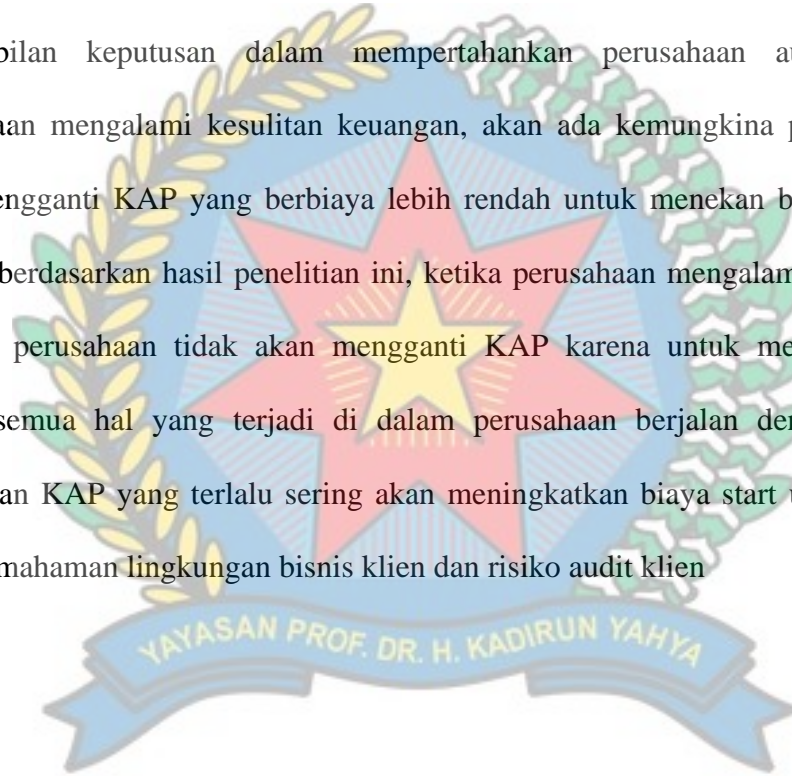 bilan keputusan dalam mempertahankan perusahaan au
aan mengalami kesulitan keuangan, akan ada kemungkina p
engganti KAP yang berbiaya lebih rendah untuk menekan b
berdasarkan hasil penelitian ini, ketika perusahaan mengalam
perusahaan tidak akan mengganti KAP karena untuk me
semua hal yang terjadi di dalam perusahaan berjalan der
an KAP yang terlalu sering akan meningkatkan biaya start u
mahaman lingkungan bisnis klien dan risiko audit klien
YAYASAN PROF. DR. H. KADIRUN YAHYA